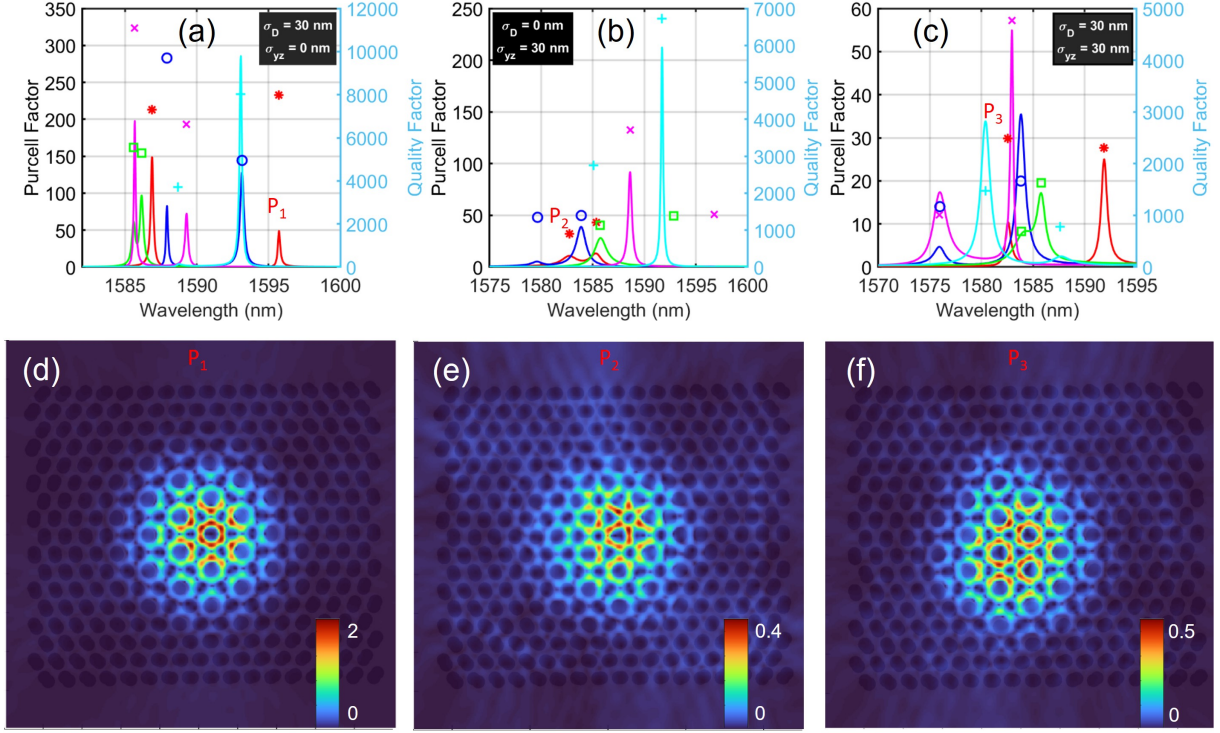 350
300
250
200
150
100
50
0
Purcell Factor
(a)
σD = 30 nm
σyz = 0 nm
P1
12000
10000
8000
6000
4000
2000
0
Quality Factor
1585
1590
1595
1600
Wavelength (nm)
250
200
150
100
50
0
Purcell Factor
σD = 0 nm
σyz = 30 nm
(b)
P2
7000
6000
5000
4000
3000
2000
1000
0
Quality Factor
1575
1580
1585
1590
1595
1600
Wavelength (nm)
60
50
40
30
20
10
0
Purcell Factor
(c)
σD = 30 nm
σyz = 30 nm
P3
5000
4000
3000
2000
1000
0
Quality Factor
1570
1575
1580
1585
1590
1595
Wavelength (nm)
(d)
P1
2
0
(e)
P2
0.4
0
(f)
P3
0.5
0